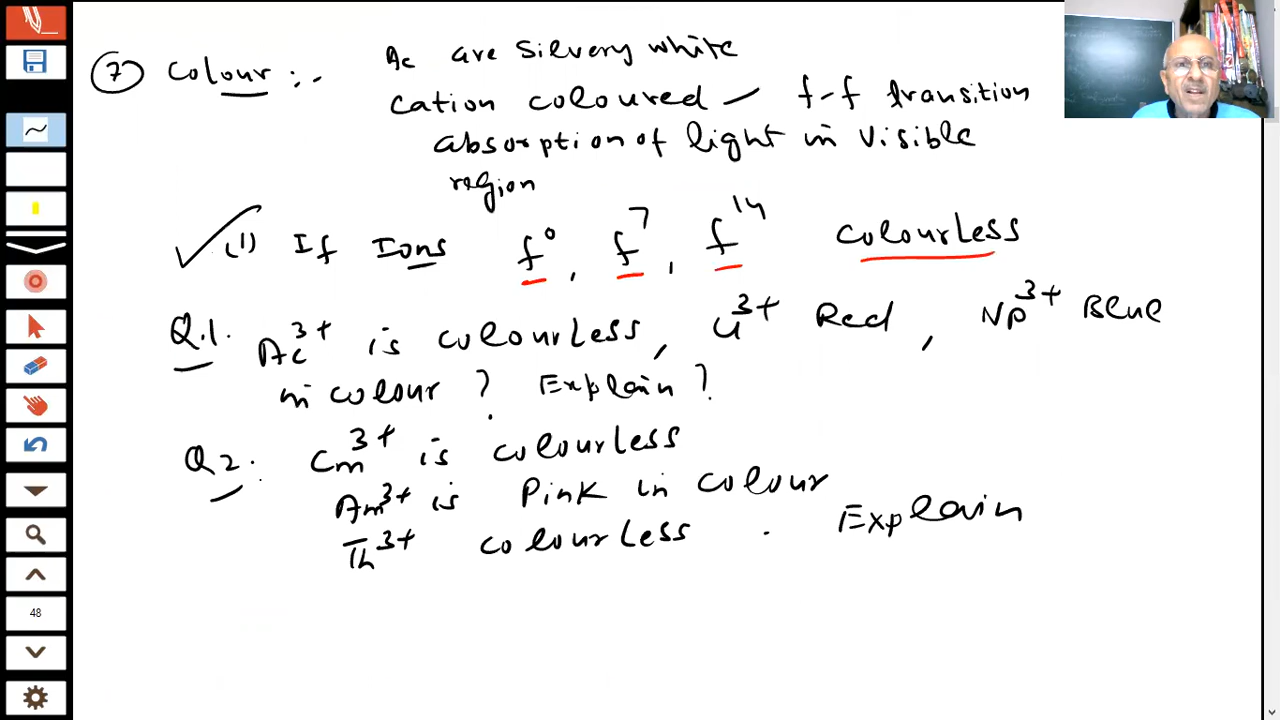 7 Colour :-
Ac are silvery white
cation coloured – f-f transition
absorption of light in visible
region
(1) If Ions f⁰, f⁷, f¹⁴ colourless
Q.1. Ac³⁺ is colourless, U³⁺ Red, Np³⁺ Blue
in colour ? Explain ?
Q2. Cm³⁺ is colourless
Am³⁺ is Pink in colour
Th³⁺ colourless . Explain
48